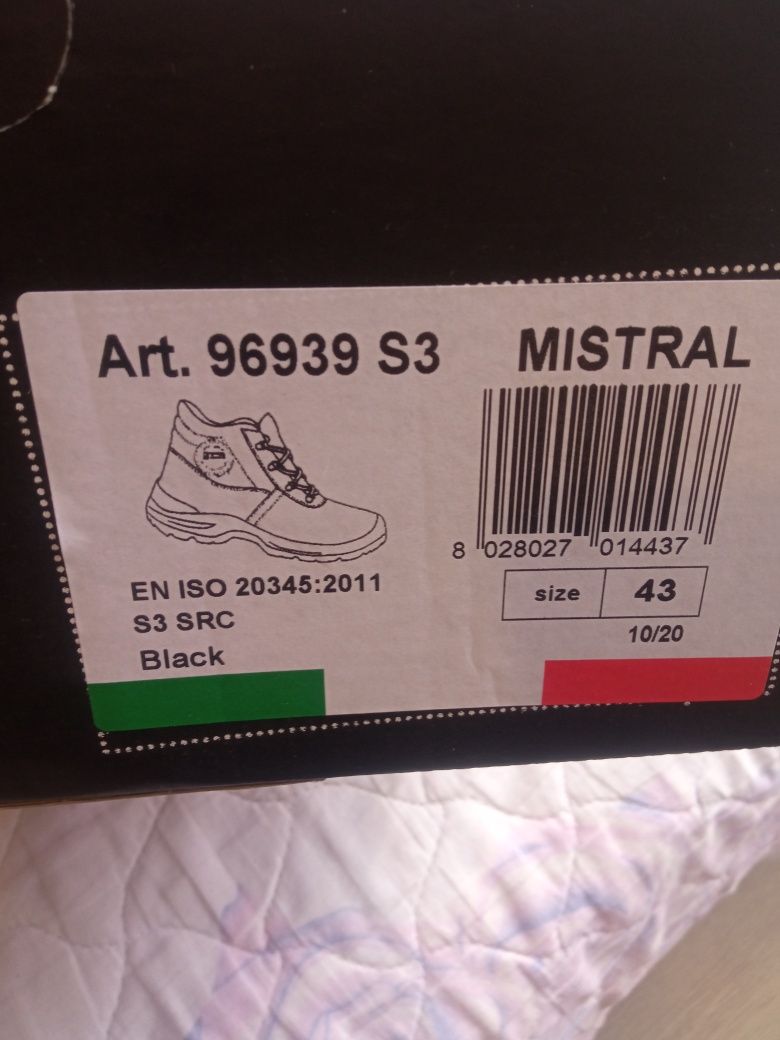 Art. 96939 S3
MISTRAL
8 028027 014437
EN ISO 20345:2011
S3 SRC
Black
size 43
10/20